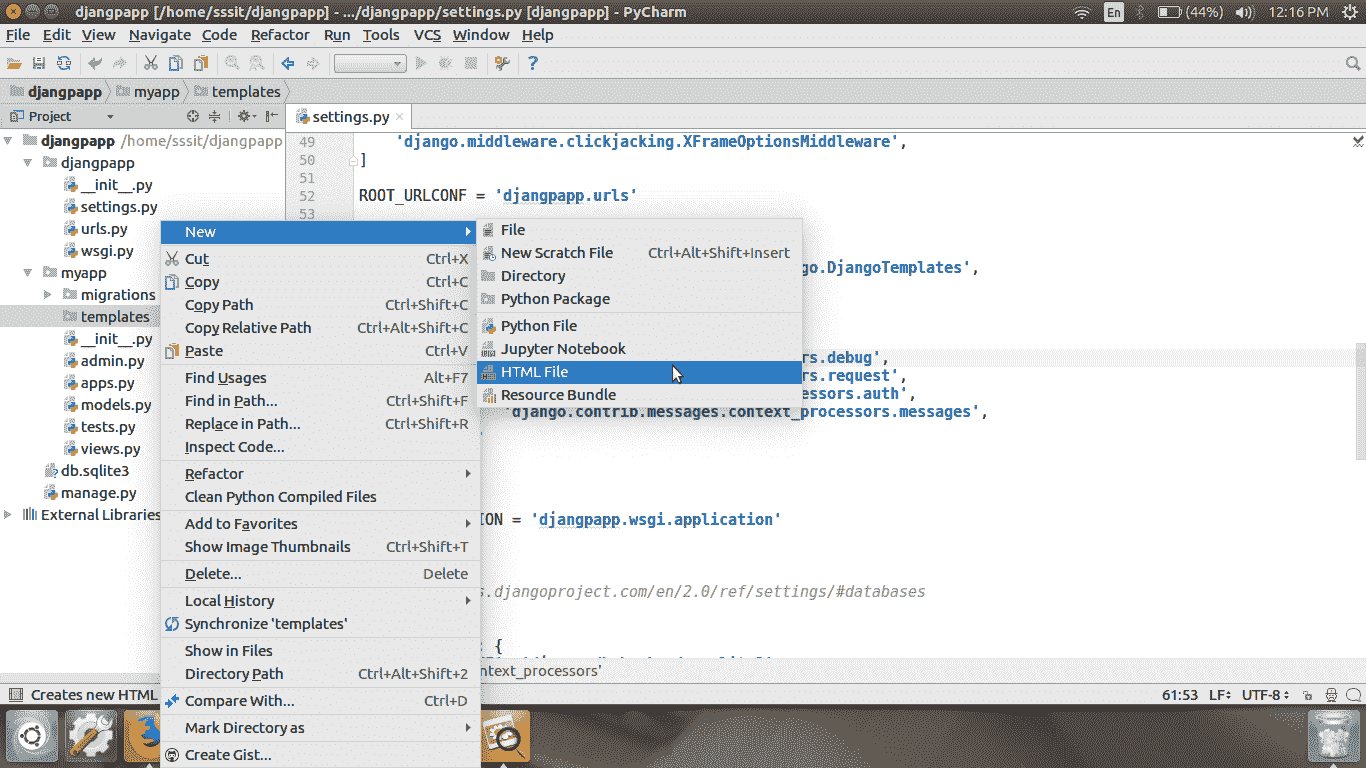 djangpapp [/home/sssit/djangpapp] - .../djangpapp/settings.py [djangpapp] - PyCharm
En
(44%)
12:16 PM
File Edit View Navigate Code Refactor Run Tools VCS Window Help
djangpapp myapp templates
Project
settings.py
djangpapp /home/sssit/djangpapp
djangpapp
__init__.py
settings.py
urls.py
wsgi.py
myapp
migrations
templates
__init__.py
admin.py
apps.py
models.py
tests.py
views.py
db.sqlite3
manage.py
External Libraries
49 'django.middleware.clickjacking.XFrameOptionsMiddleware',
50 ]
51
52 ROOT_URLCONF = 'djangpapp.urls'
53
go.DjangoTemplates',
rs.debug',
rs.request',
ssors.auth'
'django.contrib.messages.context_processors.messages',
ION = 'djangpapp.wsgi.application'
s.djangoproject.com/en/2.0/ref/settings/#databases
: {
ntext_processors'
New
Cut Ctrl+X
Copy Ctrl+C
Copy Path Ctrl+Shift+C
Copy Relative Path Ctrl+Alt+Shift+C
Paste Ctrl+V
Find Usages Alt+F7
Find in Path... Ctrl+Shift+F
Replace in Path... Ctrl+Shift+R
Inspect Code...
Refactor
Clean Python Compiled Files
Add to Favorites
Show Image Thumbnails Ctrl+Shift+T
Delete... Delete
Local History
Synchronize 'templates'
Show in Files
Directory Path Ctrl+Alt+Shift+2
Compare With... Ctrl+D
Mark Directory as
Create Gist...
File
New Scratch File Ctrl+Alt+Shift+Insert
Directory
Python Package
Python File
Jupyter Notebook
HTML File
Resource Bundle
Creates new HTML
61:53 LF UTF-8